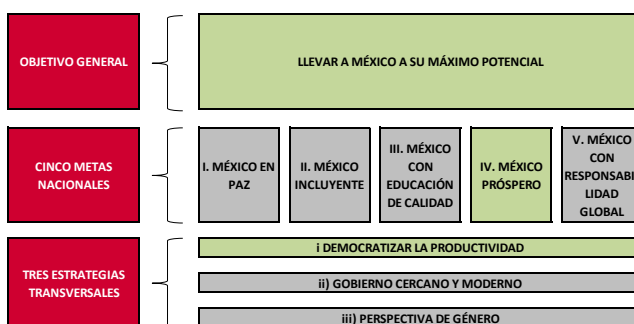 OBJETIVO GENERAL
LLEVAR A MÉXICO A SU MÁXIMO POTENCIAL
CINCO METAS
NACIONALES
I. MÉXICO EN
PAZ
II. MÉXICO
INCLUYENTE
III. MÉXICO
CON
EDUCACIÓN
DE CALIDAD
IV. MÉXICO
PRÓSPERO
V. MÉXICO
CON
RESPONSABI
LIDAD
GLOBAL
TRES ESTRATEGIAS
TRANSVERSALES
i DEMOCRATIZAR LA PRODUCTIVIDAD
ii) GOBIERNO CERCANO Y MODERNO
iii) PERSPECTIVA DE GÉNERO